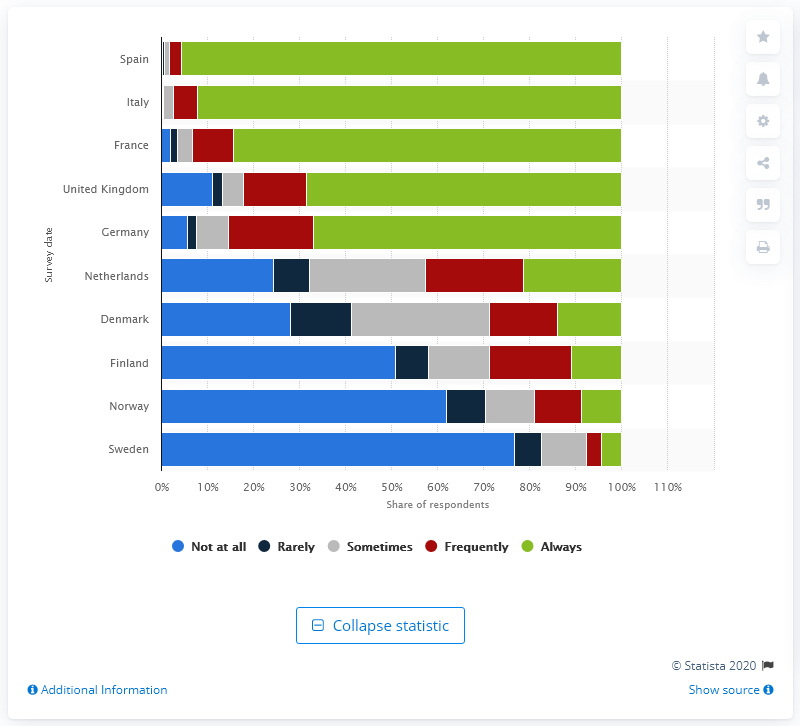 Spain
Italy
France
United Kingdom
Germany
Netherlands
Denmark
Finland
Norway
Sweden
Survey date
0% 10% 20% 30% 40% 50% 60% 70% 80% 90% 100% 110%
Share of respondents
Not at all Rarely Sometimes Frequently Always
Collapse statistic
© Statista 2020
Additional Information Show source